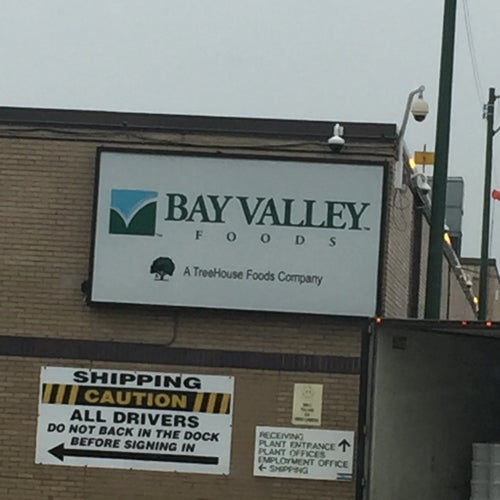 BAY VALLEY™
FOODS
A TreeHouse Foods Company
SHIPPING
CAUTION
ALL DRIVERS
DO NOT BACK IN THE DOCK
BEFORE SIGNING IN
RECEIVING
PLANT ENTRANCE
PLANT OFFICES
EMPLOYMENT OFFICE
← SHIPPING